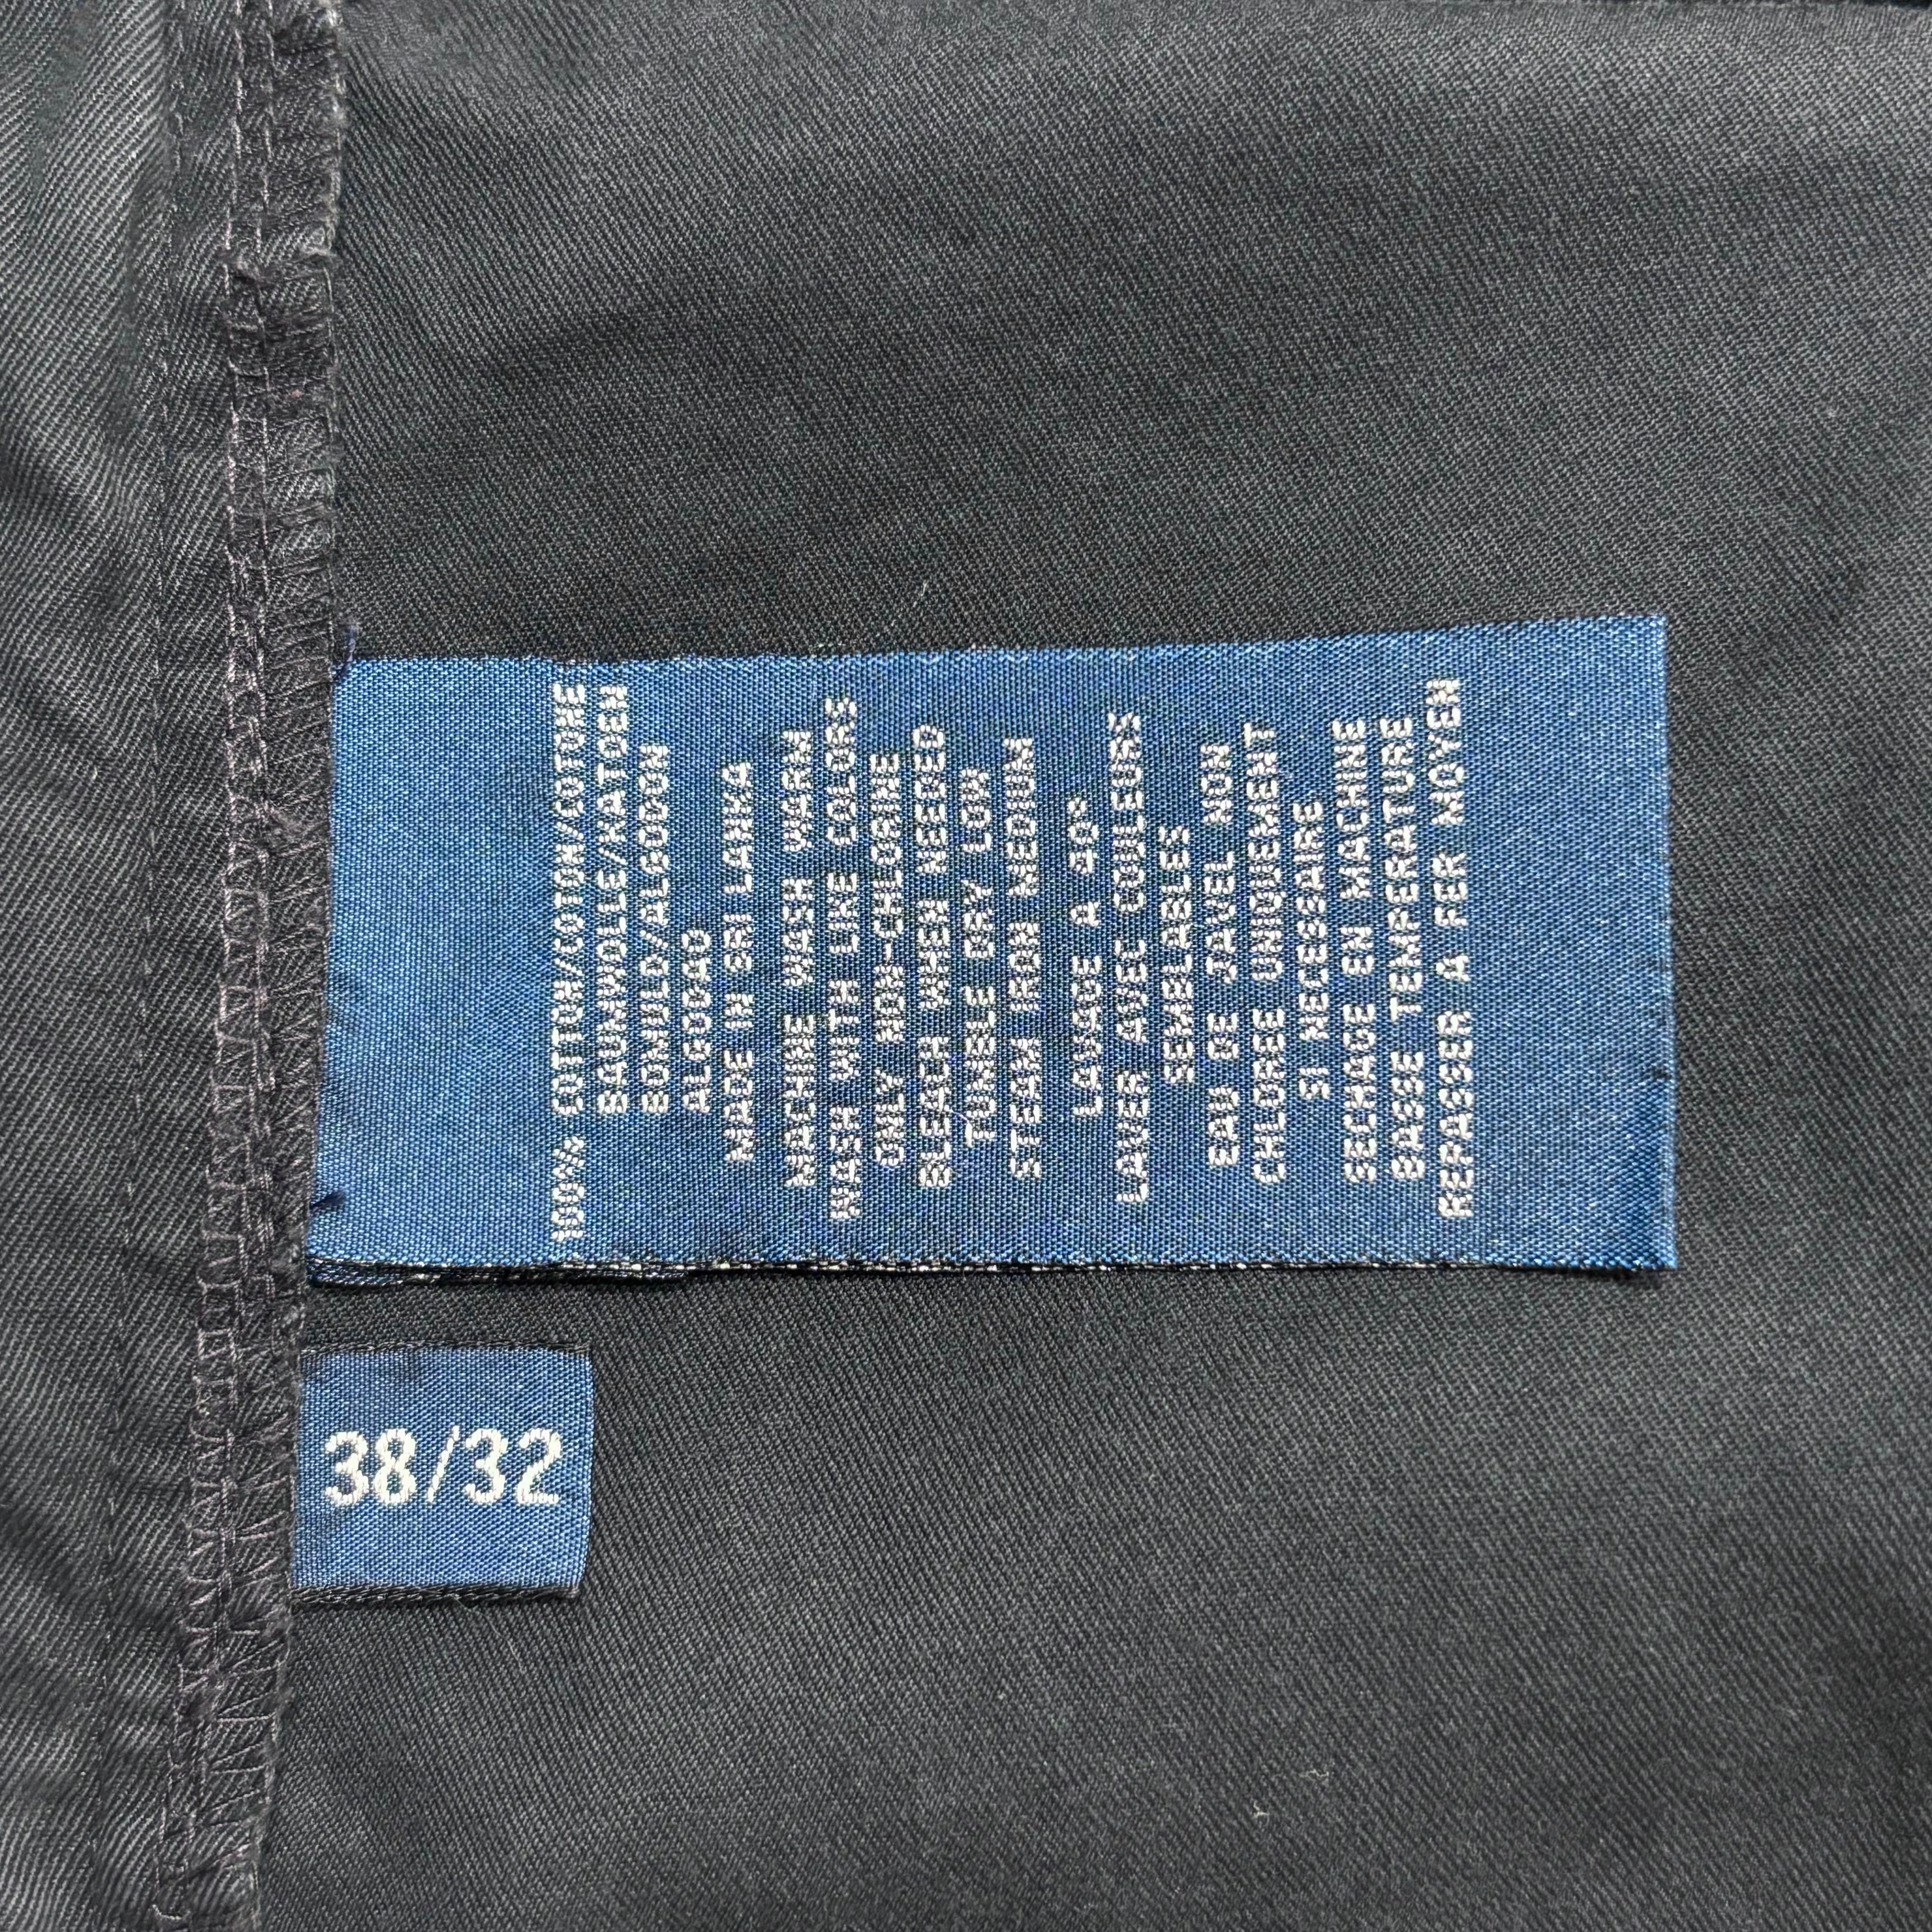 100% COTTON/COTON/COTONE
BAUMWOLLE/KATOEN
BOMULD/ALGODON
ALGODAO
MADE IN SRI LANKA
MACHINE WASH WARM
WASH WITH LIKE COLORS
ONLY NON-CHLORINE
BLEACH WHEN NEEDED
TUMBLE DRY LOW
STEAM IRON MEDIUM
LAVAGE A 40º
LAVER AVEC COULEURS
SEMBLABLES
EAU DE JAVEL NON
CHLOREE UNIQUEMENT
SI NECESSAIRE
SECHAGE EN MACHINE
BASSE TEMPERATURE
REPASSER A FER MOYEN
38/32